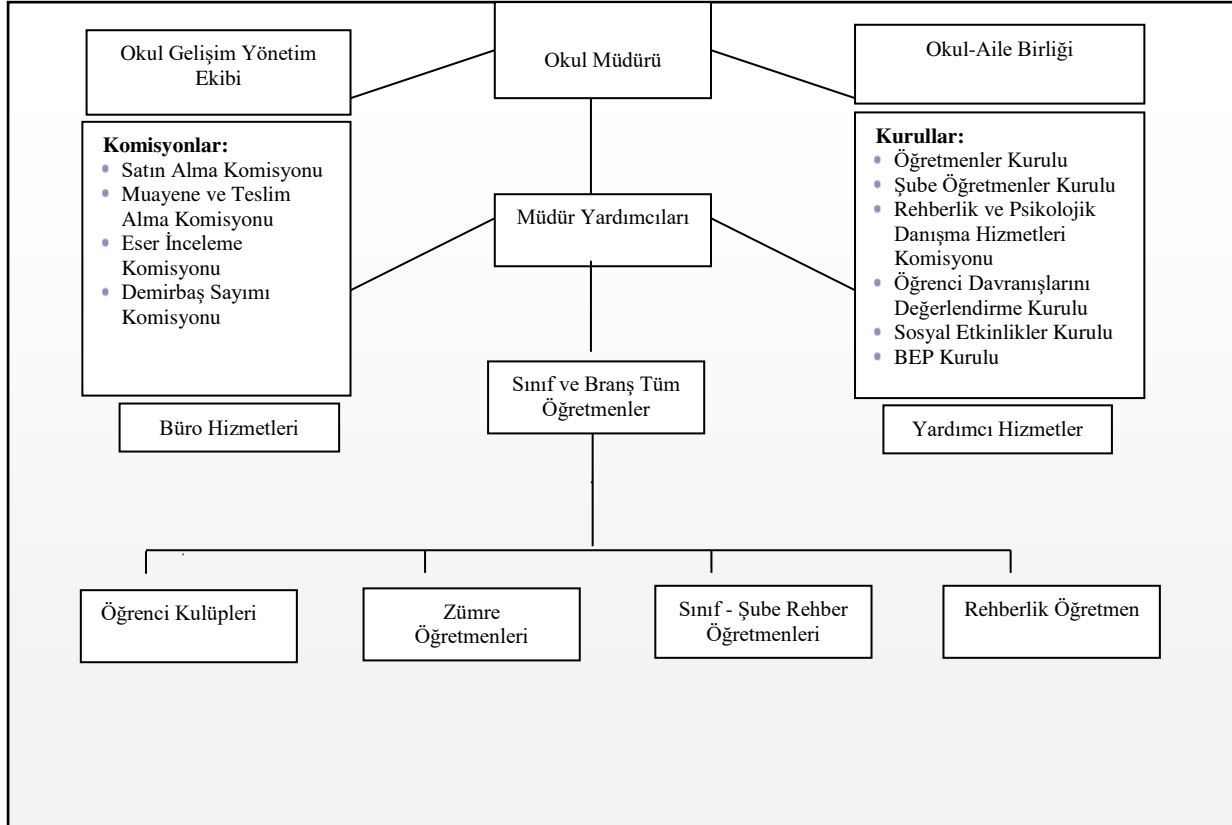 Okul Gelişim Yönetim
Ekibi
Okul Müdürü
Okul-Aile Birliği
Komisyonlar:
Satın Alma Komisyonu
Muayene ve Teslim
Alma Komisyonu
Eser İnceleme
Komisyonu
Demirbaş Sayımı
Komisyonu
Müdür Yardımcıları
Kurullar:
Öğretmenler Kurulu
Şube Öğretmenler Kurulu
Rehberlik ve Psikolojik
Danışma Hizmetleri
Komisyonu
Öğrenci Davranışlarını
Değerlendirme Kurulu
Sosyal Etkinlikler Kurulu
BEP Kurulu
Sınıf ve Branş Tüm
Öğretmenler
Büro Hizmetleri
Yardımcı Hizmetler
Öğrenci Kulüpleri
Zümre
Öğretmenleri
Sınıf - Şube Rehber
Öğretmenleri
Rehberlik Öğretmen